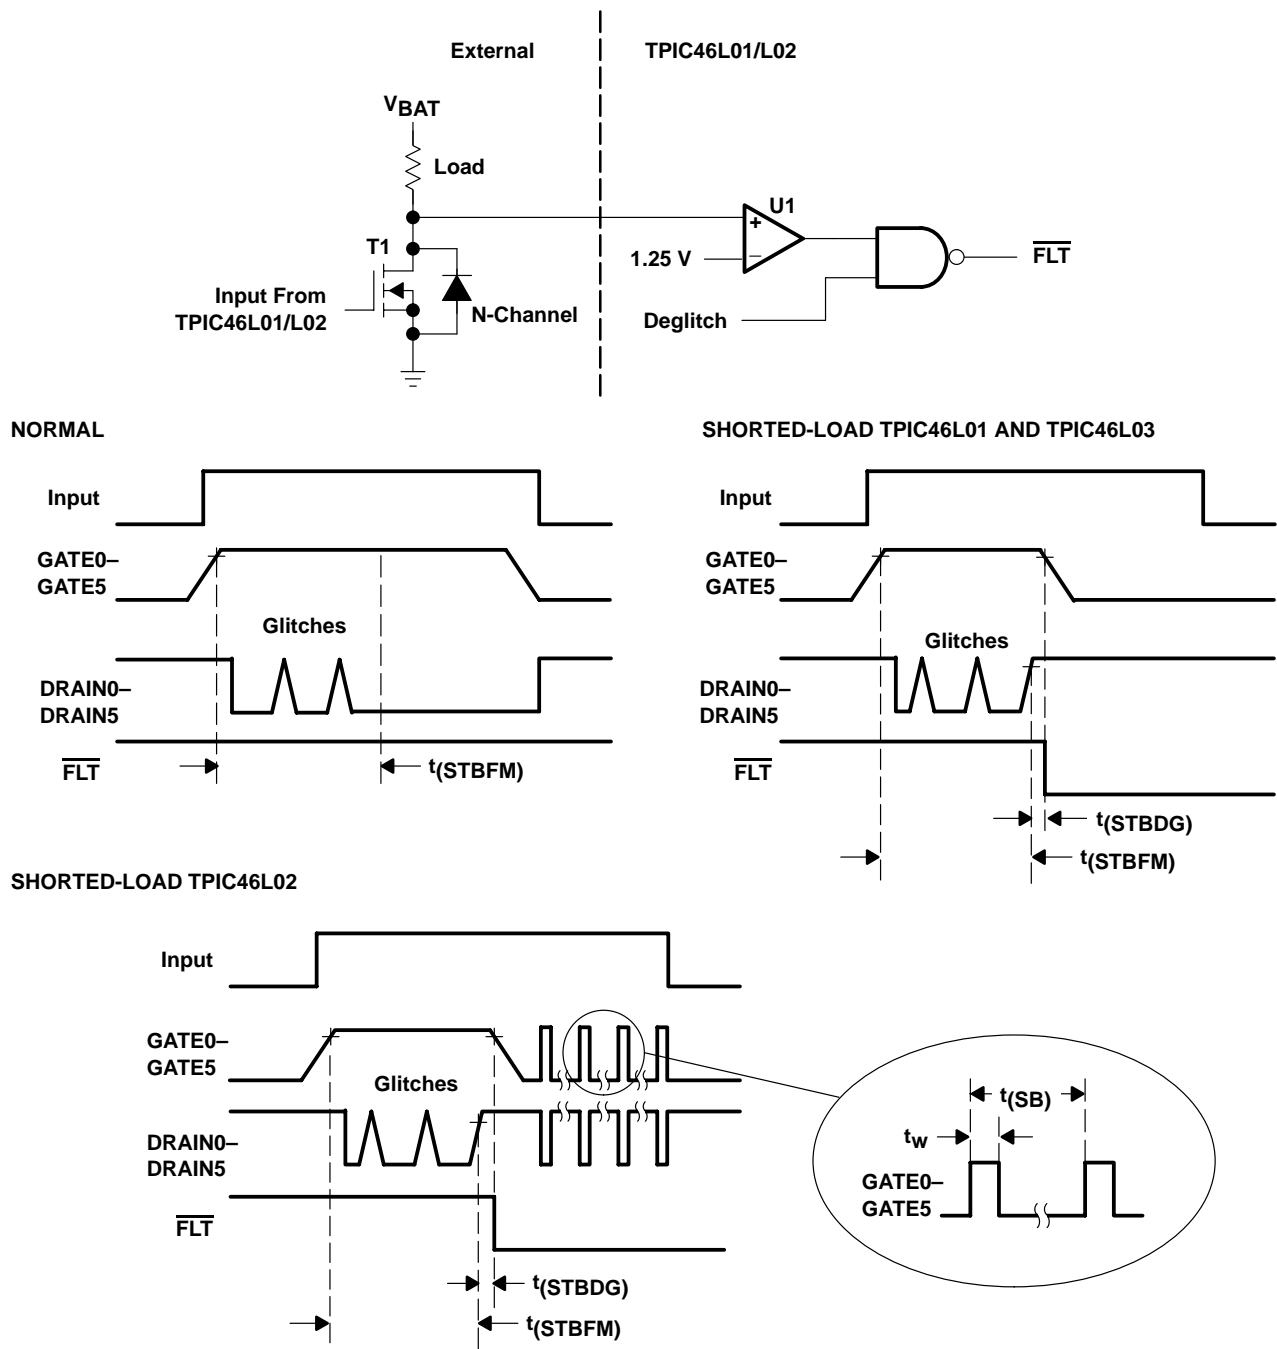 External
TPIC46L01/L02
VBAT
Load
T1
Input From
TPIC46L01/L02
N-Channel
U1
+
–
1.25 V
FLT
Deglitch
NORMAL
Input
GATE0–
GATE5
Glitches
DRAIN0–
DRAIN5
FLT
t(STBFM)
SHORTED-LOAD TPIC46L01 AND TPIC46L03
Input
GATE0–
GATE5
Glitches
DRAIN0–
DRAIN5
FLT
t(STBDG)
t(STBFM)
SHORTED-LOAD TPIC46L02
Input
GATE0–
GATE5
Glitches
DRAIN0–
DRAIN5
FLT
t(STBDG)
t(STBFM)
t(SB)
tw
GATE0–
GATE5